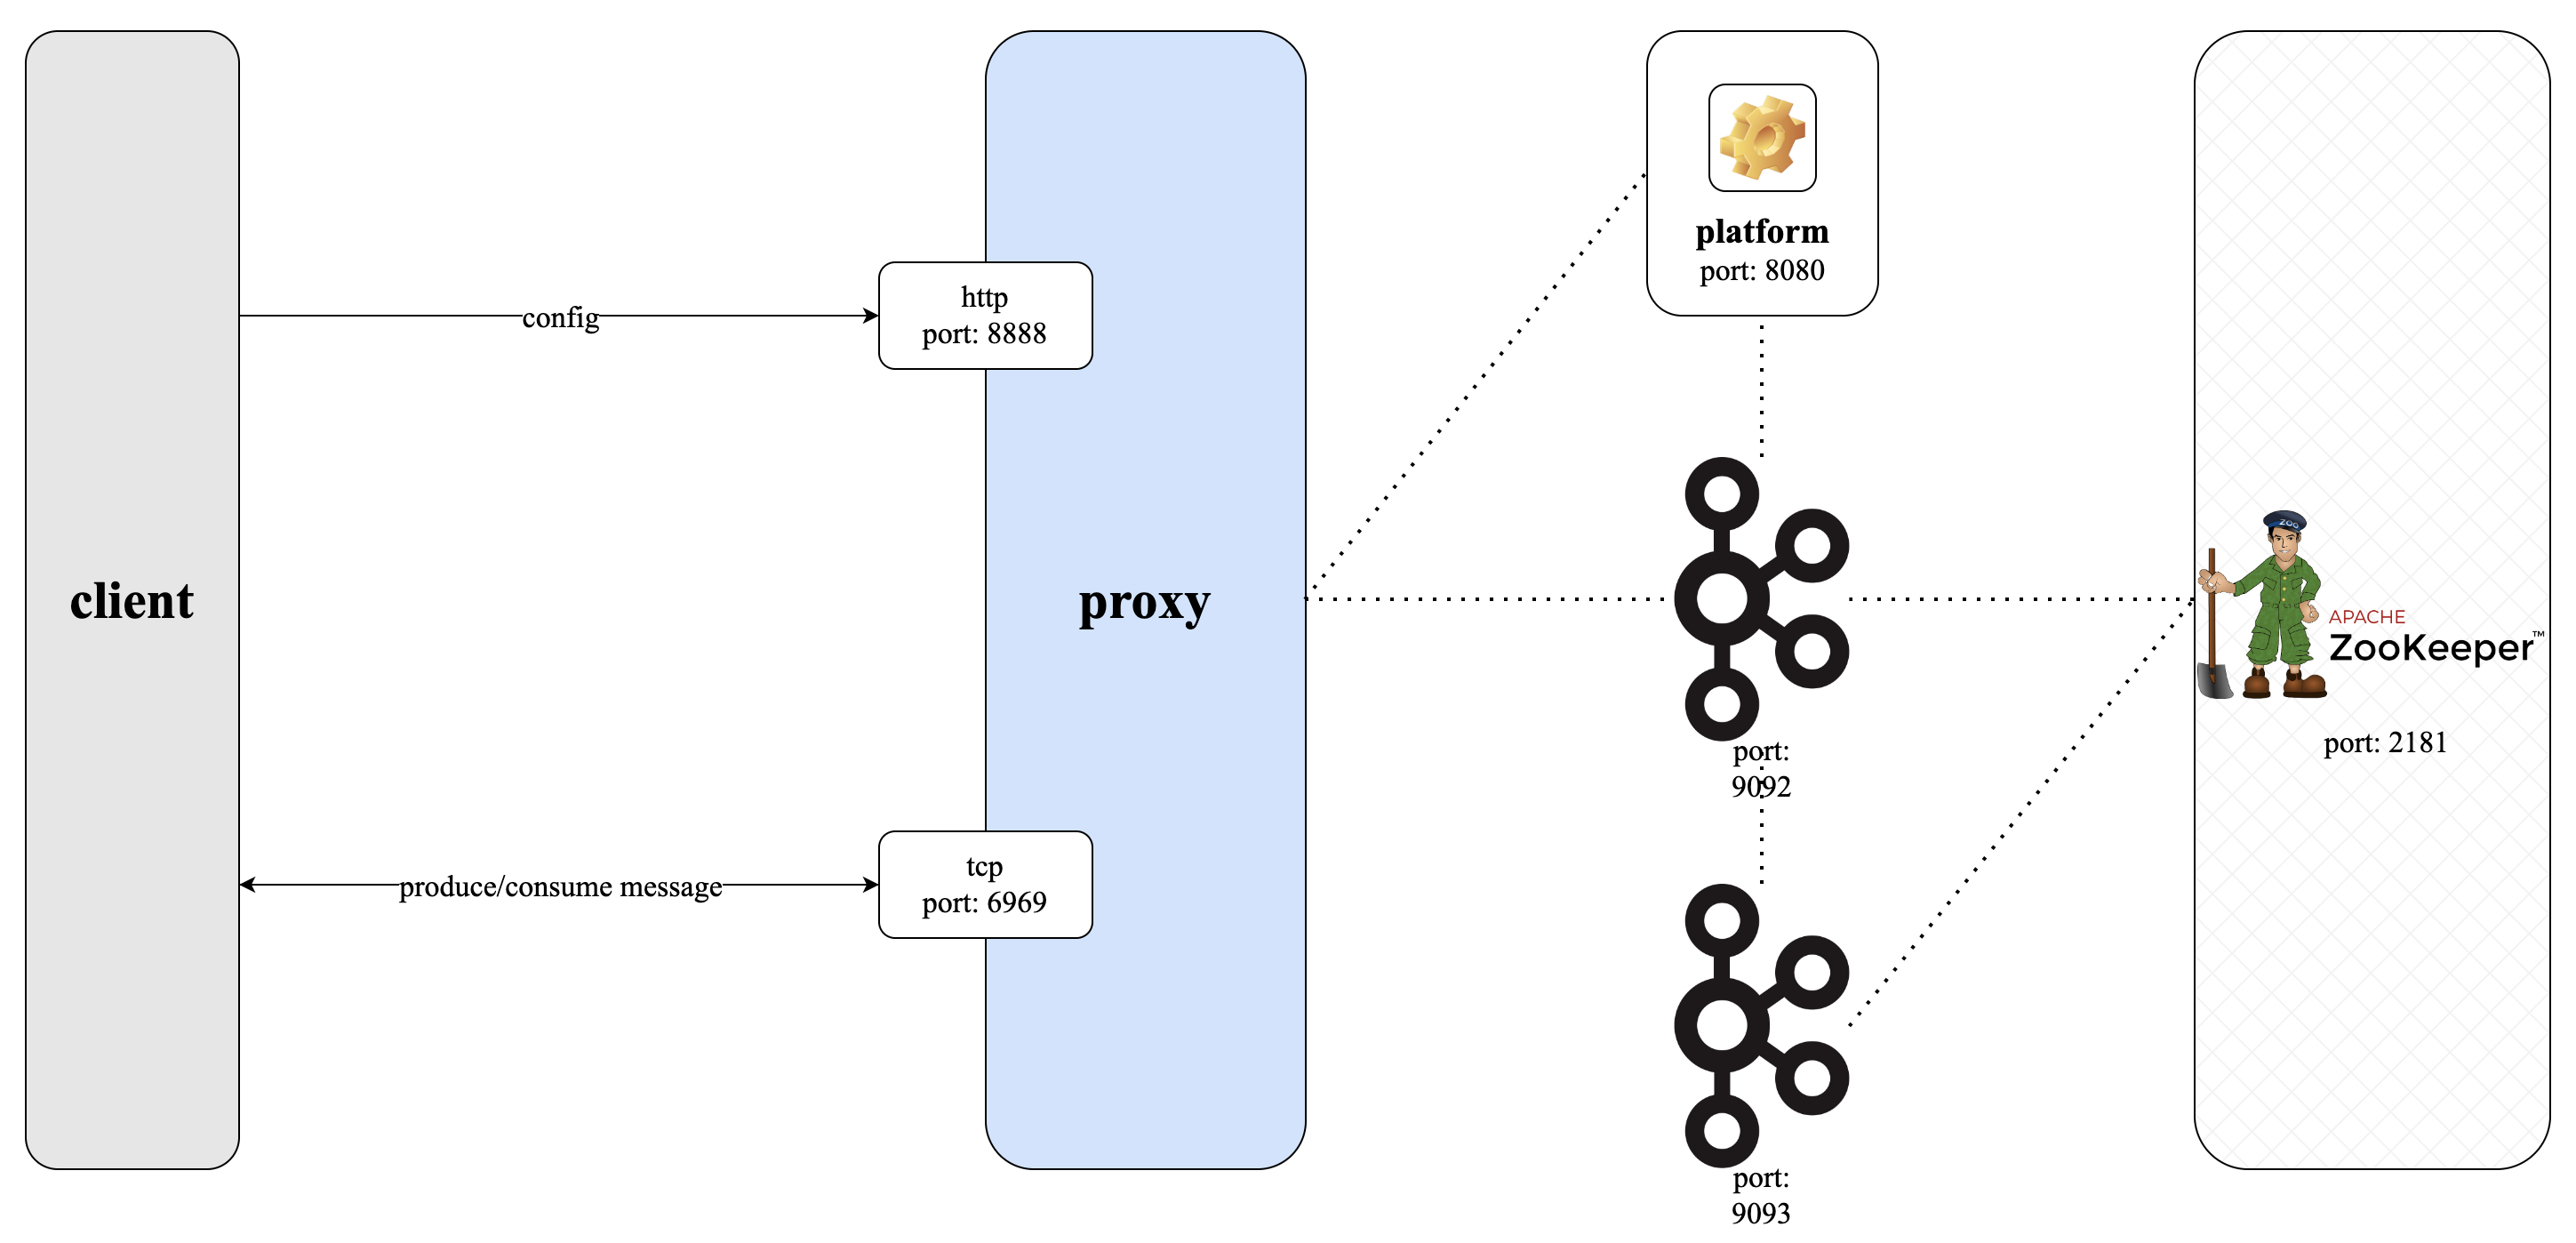 client
config
http
port: 8888
proxy
produce/consume message
tcp
port: 6969
platform
port: 8080
port:
9092
port:
9093
ZOO
APACHE
ZooKeeper™
port: 2181